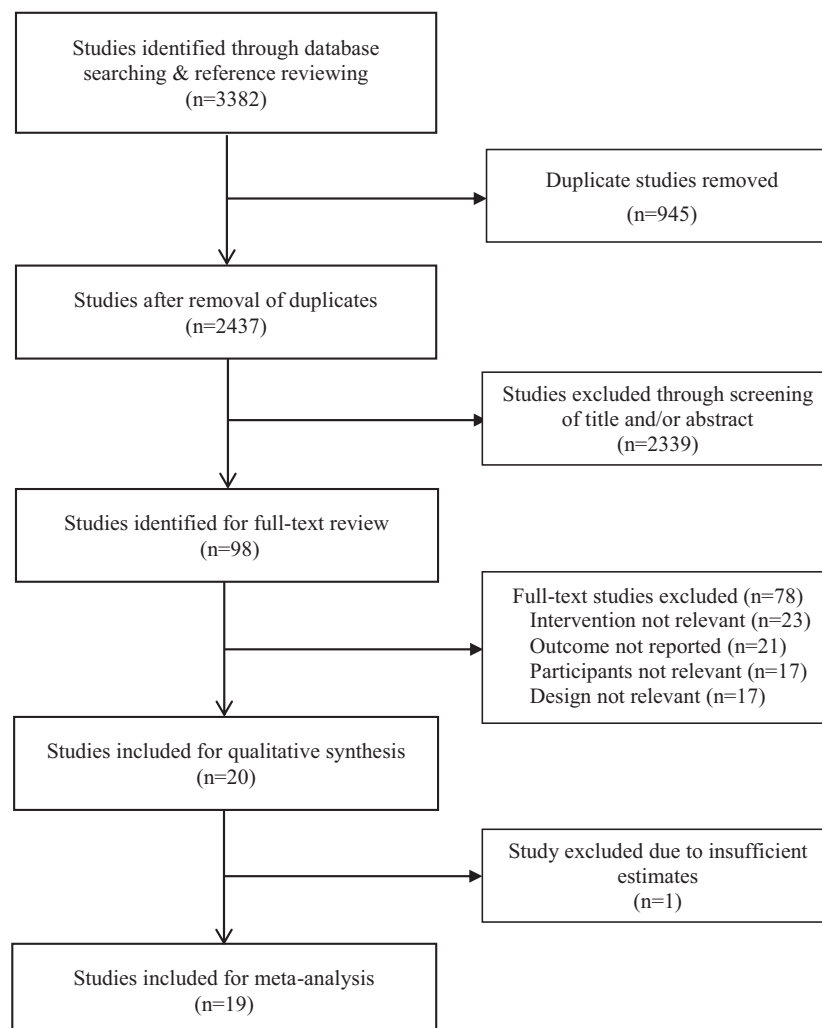 Studies identified through database
searching & reference reviewing
(n=3382)
Duplicate studies removed
(n=945)
Studies after removal of duplicates
(n=2437)
Studies excluded through screening
of title and/or abstract
(n=2339)
Studies identified for full-text review
(n=98)
Full-text studies excluded (n=78)
Intervention not relevant (n=23)
Outcome not reported (n=21)
Participants not relevant (n=17)
Design not relevant (n=17)
Studies included for qualitative synthesis
(n=20)
Study excluded due to insufficient
estimates
(n=1)
Studies included for meta-analysis
(n=19)